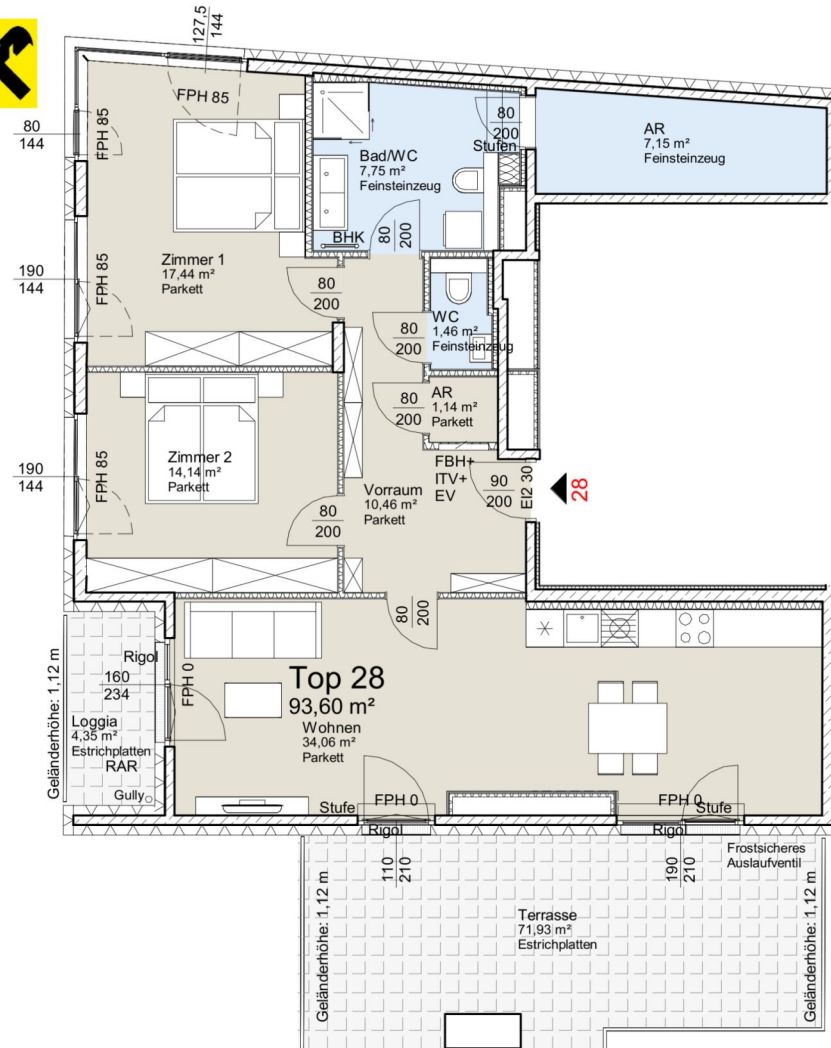 127,5
144
FPH 85
80
144
FPH 85
80
200
Stufen
AR
7,15 m²
Feinsteinzeug
Bad/WC
7,75 m²
Feinsteinzeug
BHK
80
200
Zimmer 1
17,44 m²
Parkett
190
144
FPH 85
80
200
WC
1,46 m²
Feinsteinzeug
80
200
AR
1,14 m²
Parkett
80
200
Zimmer 2
14,14 m²
Parkett
190
144
FPH 85
FBH+
ITV+
EV
90
200
EI2 30
28
Vorraum
10,46 m²
Parkett
80
200
80
200
Rigol
160
234
FPH 0
Loggia
4,35 m²
Estrichplatten
RAR
Gully
Geländerhöhe: 1,12 m
Top 28
93,60 m²
Wohnen
34,06 m²
Parkett
Stufe
FPH 0
Rigol
110
210
FPH 0
Stufe
Rigol
190
210
Frostsicheres
Auslaufventil
Geländerhöhe: 1,12 m
Terrasse
71,93 m²
Estrichplatten
Geländerhöhe: 1,12 m